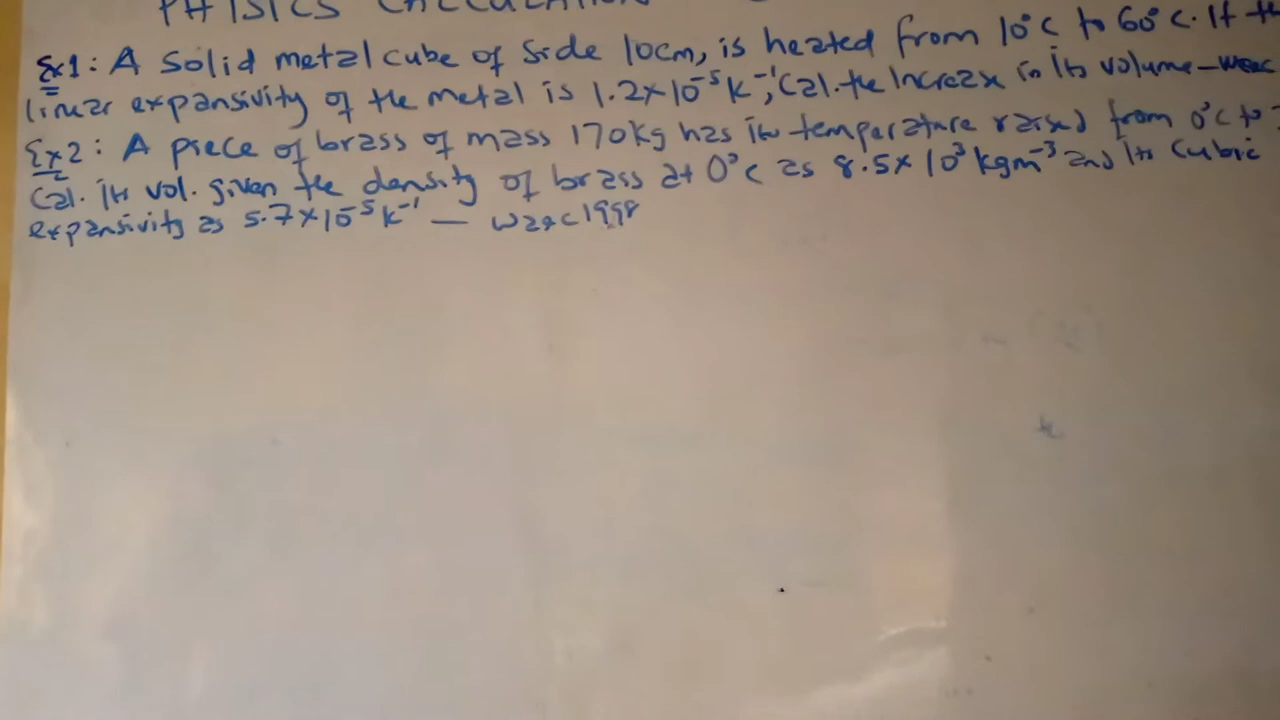 PHYSICS CALCULATION
Ex1: A Solid metal cube of Side 10cm, is heated from 10°C to 60°C. If the
linear expansivity of the metal is 1.2×10⁻⁵K⁻¹, Cal. the Increase in its volume – waec
Ex2: A piece of brass of mass 170kg has its temperature raised from 0°C to
Cal. its vol. given the density of brass at 0°C as 8.5×10³kgm⁻³ and its Cubic
expansivity as 5.7×10⁻⁵K⁻¹ — waec 1998